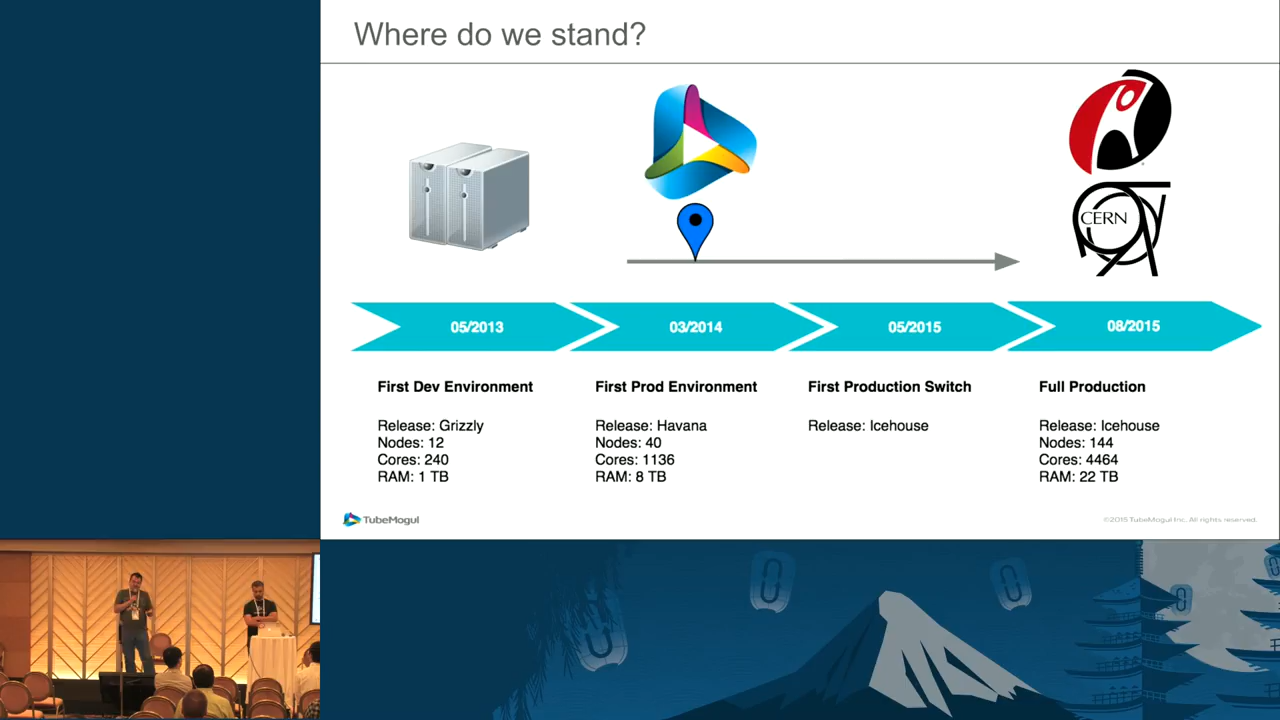 Where do we stand?
CERN
05/2013
03/2014
05/2015
08/2015
First Dev Environment
Release: Grizzly
Nodes: 12
Cores: 240
RAM: 1 TB
First Prod Environment
Release: Havana
Nodes: 40
Cores: 1136
RAM: 8 TB
First Production Switch
Release: Icehouse
Full Production
Release: Icehouse
Nodes: 144
Cores: 4464
RAM: 22 TB
TubeMogul
©2015 TubeMogul Inc. All rights reserved.